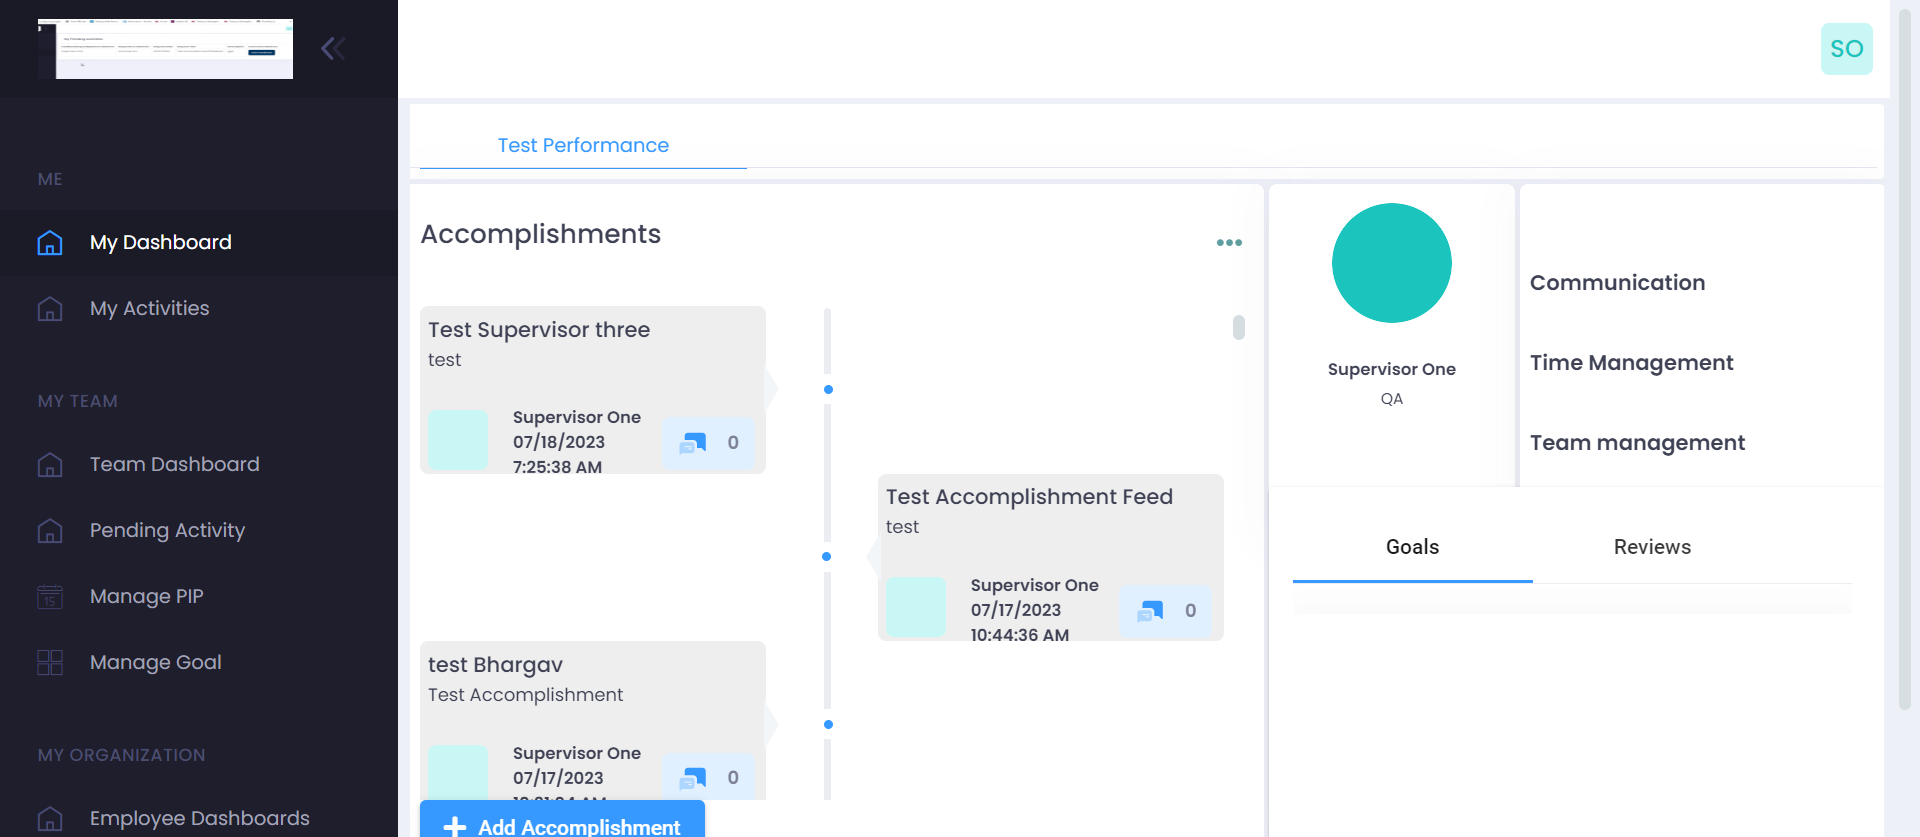 SO
ME
My Dashboard
My Activities
MY TEAM
Team Dashboard
Pending Activity
15
Manage PIP
Manage Goal
MY ORGANIZATION
Employee Dashboards
Test Performance
Accomplishments
Test Supervisor three
test
Supervisor One
07/18/2023
7:25:38 AM
0
Test Accomplishment Feed
test
Supervisor One
07/17/2023
10:44:36 AM
0
test Bhargav
Test Accomplishment
Supervisor One
07/17/2023
0
Add Accomplishment
Supervisor One
QA
Communication
Time Management
Team management
Goals
Reviews